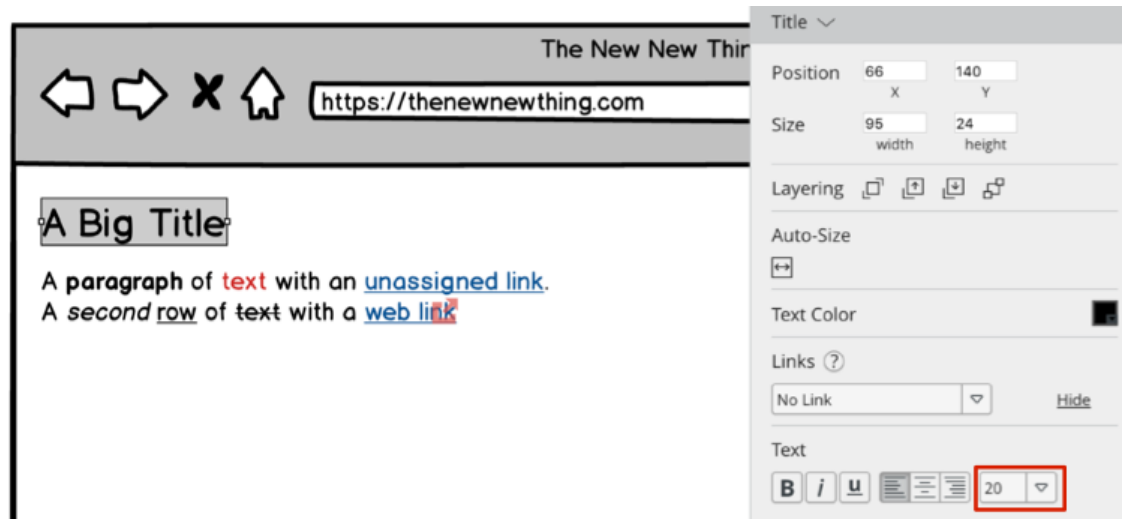 The New New Thin
https://thenewnewthing.com
A Big Title
A paragraph of text with an unassigned link.
A second row of text with a web link
Title
Position 66 140
X Y
Size 95 24
width height
Layering
Auto-Size
Text Color
Links ?
No Link Hide
Text
B i u 20